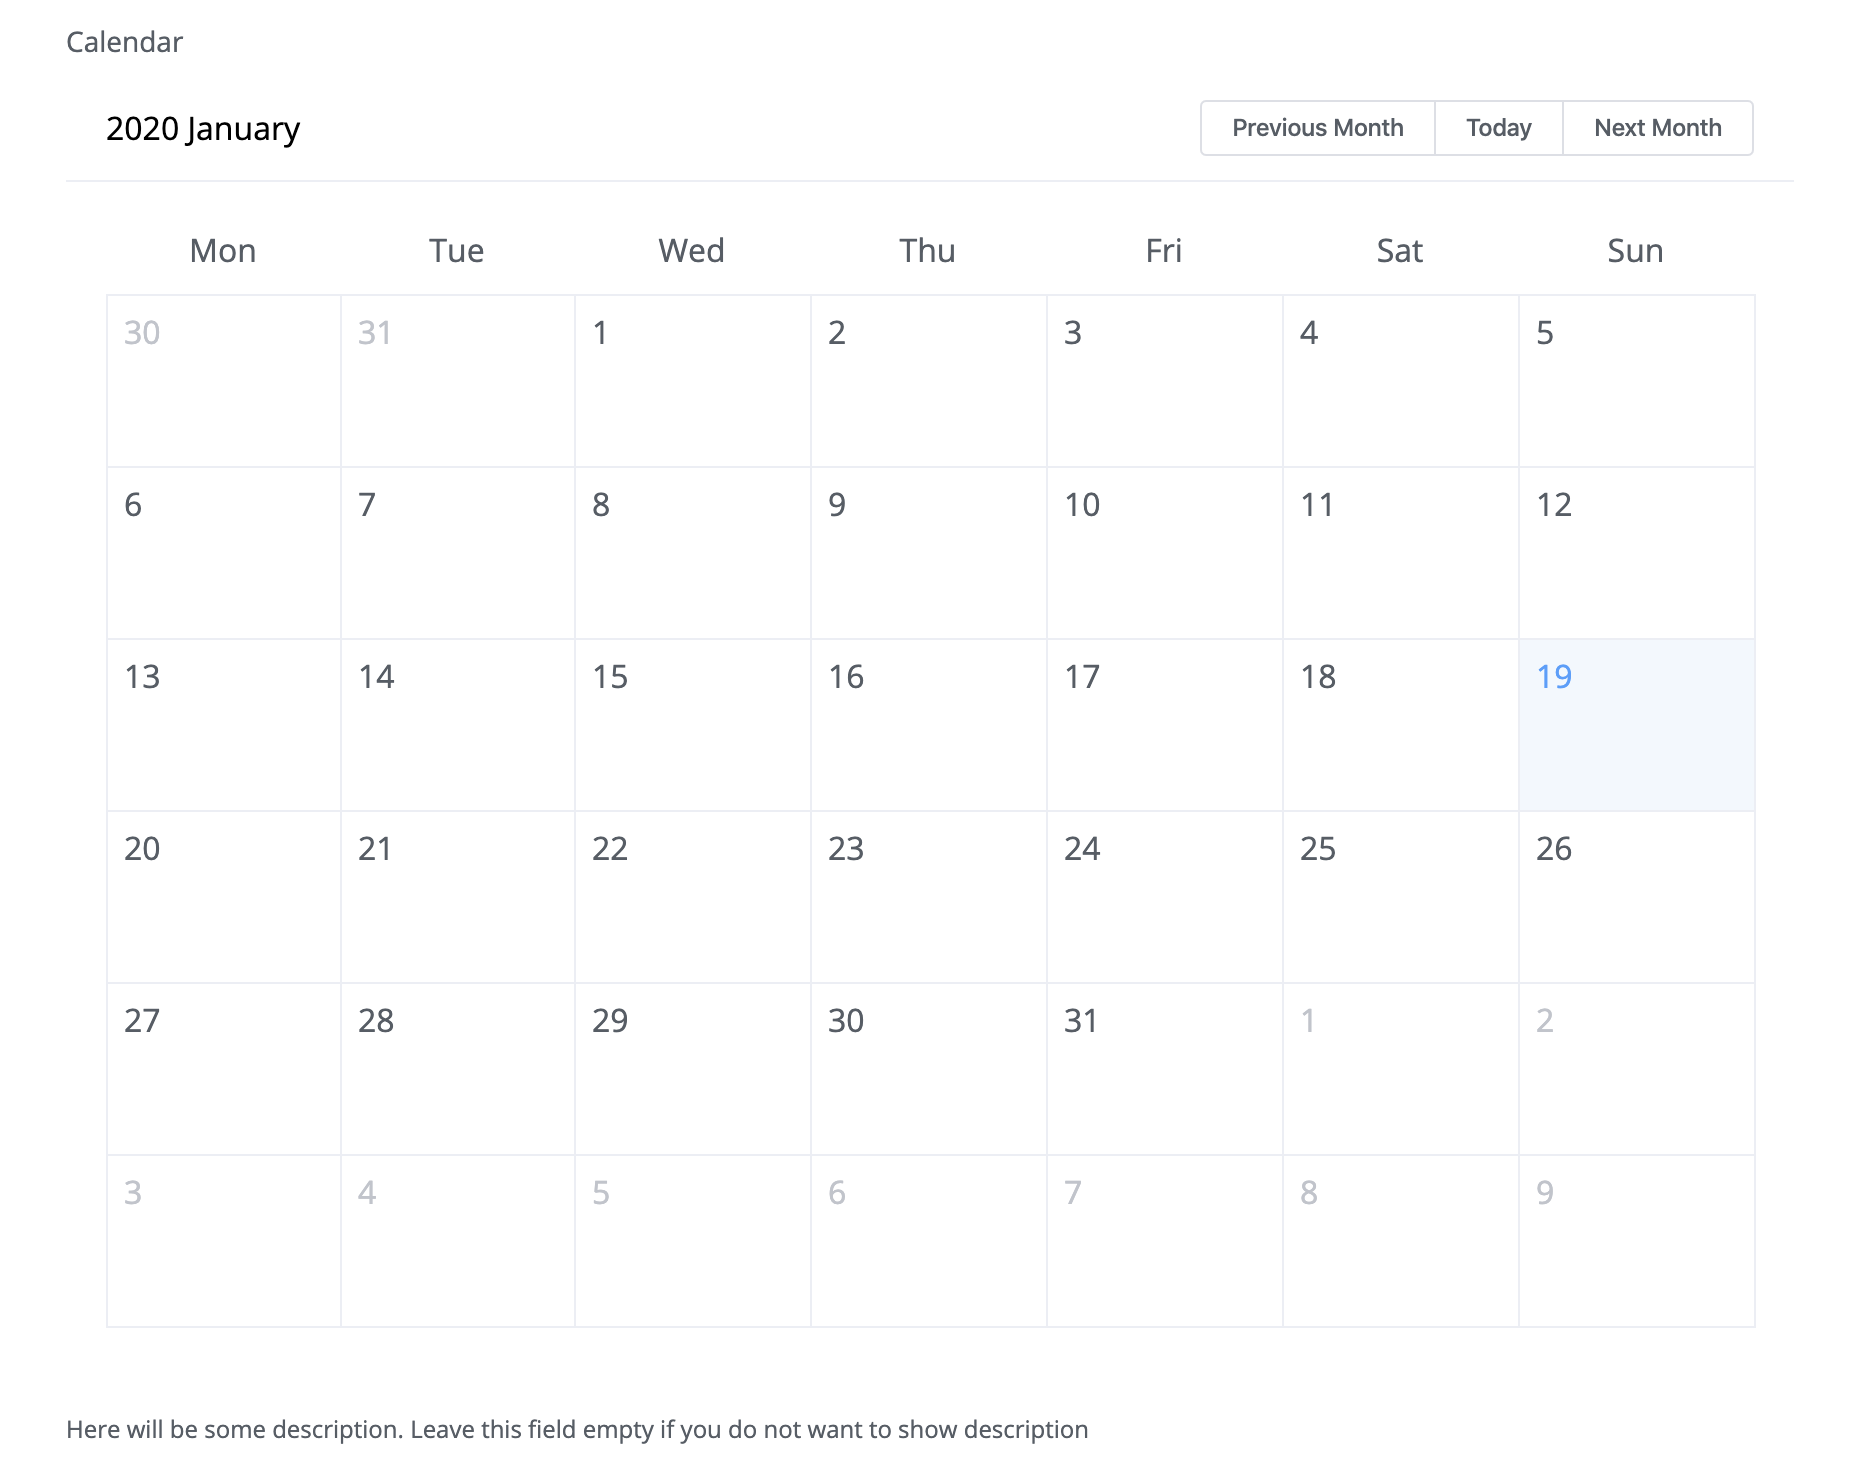 Calendar
2020 January
Previous Month Today Next Month
Mon Tue Wed Thu Fri Sat Sun
30 31 1 2 3 4 5
6 7 8 9 10 11 12
13 14 15 16 17 18 19
20 21 22 23 24 25 26
27 28 29 30 31 1 2
3 4 5 6 7 8 9
Here will be some description. Leave this field empty if you do not want to show description